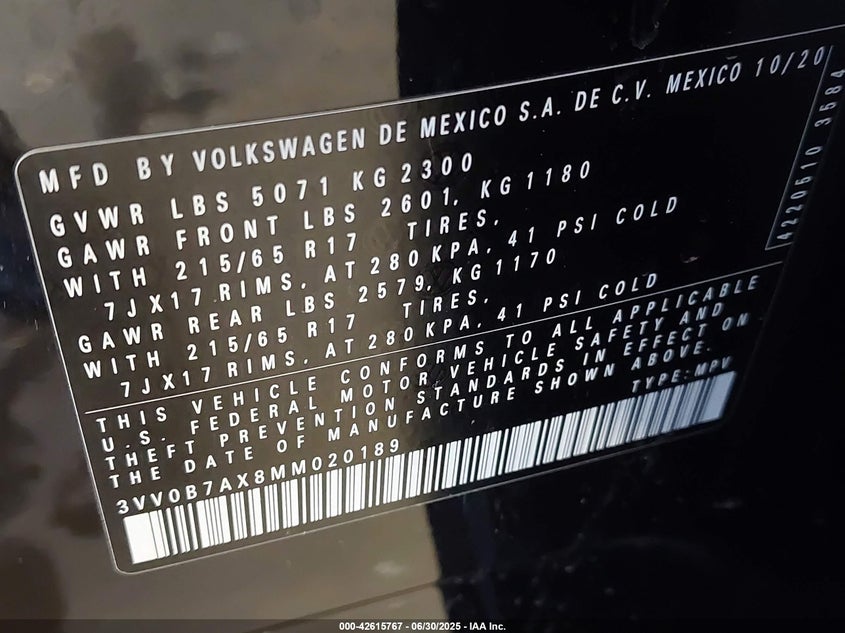 MFD BY VOLKSWAGEN DE MEXICO S.A. DE C.V. MEXICO 10/20
GVWR LBS 5071 KG 2300
GAWR FRONT LBS 2601, KG 1180
WITH 215/65 R17 TIRES,
7JX17 RIMS, AT 280 KPA, 41 PSI COLD
GAWR REAR LBS 2579, KG 1170
WITH 215/65 R17 TIRES,
7JX17 RIMS, AT 280 KPA, 41 PSI COLD
THIS VEHICLE CONFORMS TO ALL APPLICABLE
U.S. FEDERAL MOTOR VEHICLE SAFETY AND
THEFT PREVENTION STANDARDS IN EFFECT ON
THE DATE OF MANUFACTURE SHOWN ABOVE.
3VV0B7AX8MM020189 TYPE: MPV
4220610 3584
000-42615767 - 06/30/2025 - IAA Inc.